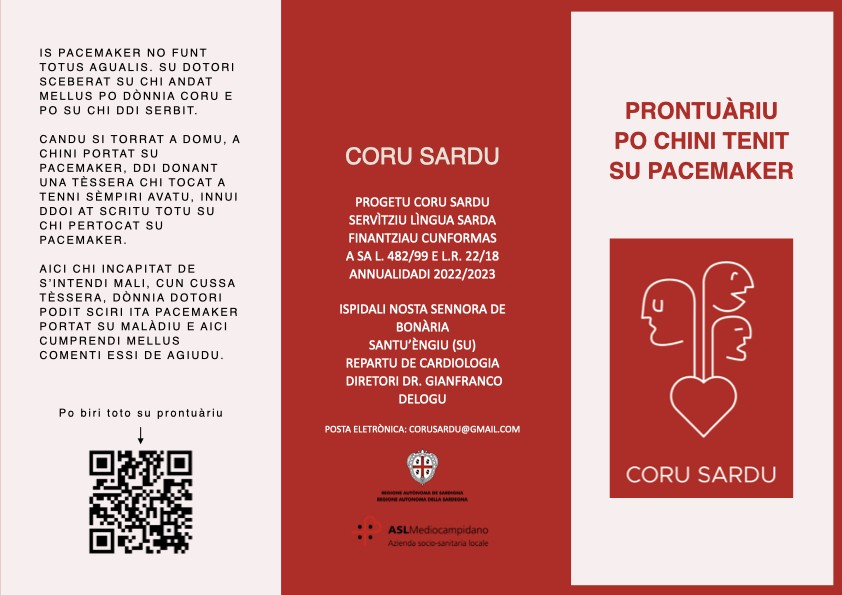 IS PACEMAKER NO FUNT
TOTUS AGUALIS. SU DOTORI
SCEBERAT SU CHI ANDAT
MELLUS PO DÒNNIA CORU E
PO SU CHI DDI SERBIT.
CANDU SI TORRAT A DOMU, A
CHINI PORTAT SU
PACEMAKER, DDI DONANT
UNA TÈSSERA CHI TOCAT A
TENNI SÈMPIRI AVATU, INNUI
DDOI AT SCRITU TOTU SU
CHI PERTOCAT SU
PACEMAKER.
AICI CHI INCAPITAT DE
S'INTENDI MALI, CUN CUSSA
TÈSSERA, DÒNNIA DOTORI
PODIT SCIRI ITA PACEMAKER
PORTAT SU MALÀDIU E AICI
CUMPRENDI MELLUS
COMENTI ESSI DE AGIUDU.
Po biri toto su prontuàriu
CORU SARDU
PROGETU CORU SARDU
SERVÌTZIU LÌNGUA SARDA
FINANTZIAU CUNFORMAS
A SA L. 482/99 E L.R. 22/18
ANNUALIDADI 2022/2023
ISPIDALI NOSTA SENNORA DE
BONÀRIA
SANTU'ÈNGIU (SU)
REPARTU DE CARDIOLOGIA
DIRETORI DR. GIANFRANCO
DELOGU
POSTA ELETRÒNICA: CORUSARDU@GMAIL.COM
REGIONE AUTÒNOMA DE SARDIGNA
REGIONE AUTONOMA DELLA SARDEGNA
ASLMediocampidano
Azienda socio-sanitaria locale
PRONTUÀRIU
PO CHINI TENIT
SU PACEMAKER
CORU SARDU